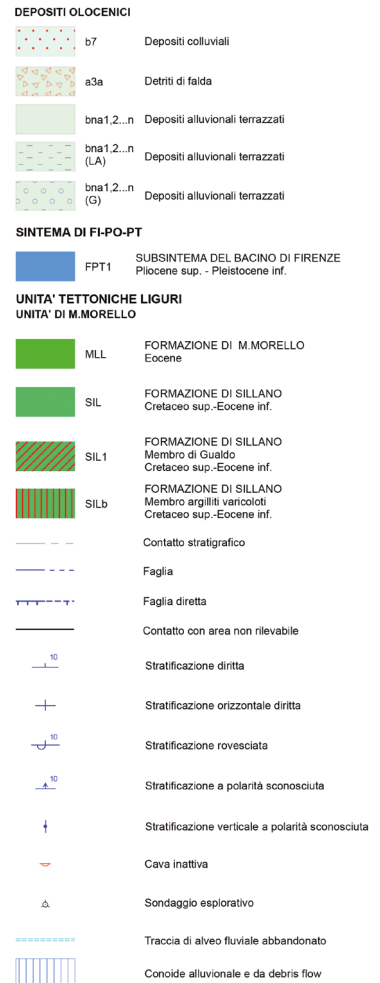 DEPOSITI OLOCENICI
b7 Depositi colluviali
a3a Detriti di falda
bna1,2...n Depositi alluvionali terrazzati
bna1,2...n Depositi alluvionali terrazzati
(LA)
bna1,2...n Depositi alluvionali terrazzati
(G)
SINTEMA DI FI-PO-PT
SUBSINTEMA DEL BACINO DI FIRENZE
FPT1
Pliocene sup. - Pleistocene inf.
UNITA' TETTONICHE LIGURI
UNITA' DI M.MORELLO
FORMAZIONE DI M.MORELLO
MLL
Eocene
FORMAZIONE DI SILLANO
SIL
Cretaceo sup.-Eocene inf.
FORMAZIONE DI SILLANO
SIL1 Membro di Gualdo
Cretaceo sup.-Eocene inf.
FORMAZIONE DI SILLANO
SILb Membro argilliti varicoloti
Cretaceo sup.-Eocene inf.
Contatto stratigrafico
Faglia
Faglia diretta
Contatto con area non rilevabile
10
Stratificazione diritta
Stratificazione orizzontale diritta
10
Stratificazione rovesciata
10
Stratificazione a polarità sconosciuta
Stratificazione verticale a polarità sconosciuta
Cava inattiva
Sondaggio esplorativo
Traccia di alveo fluviale abbandonato
Conoide alluvionale e da debris flow